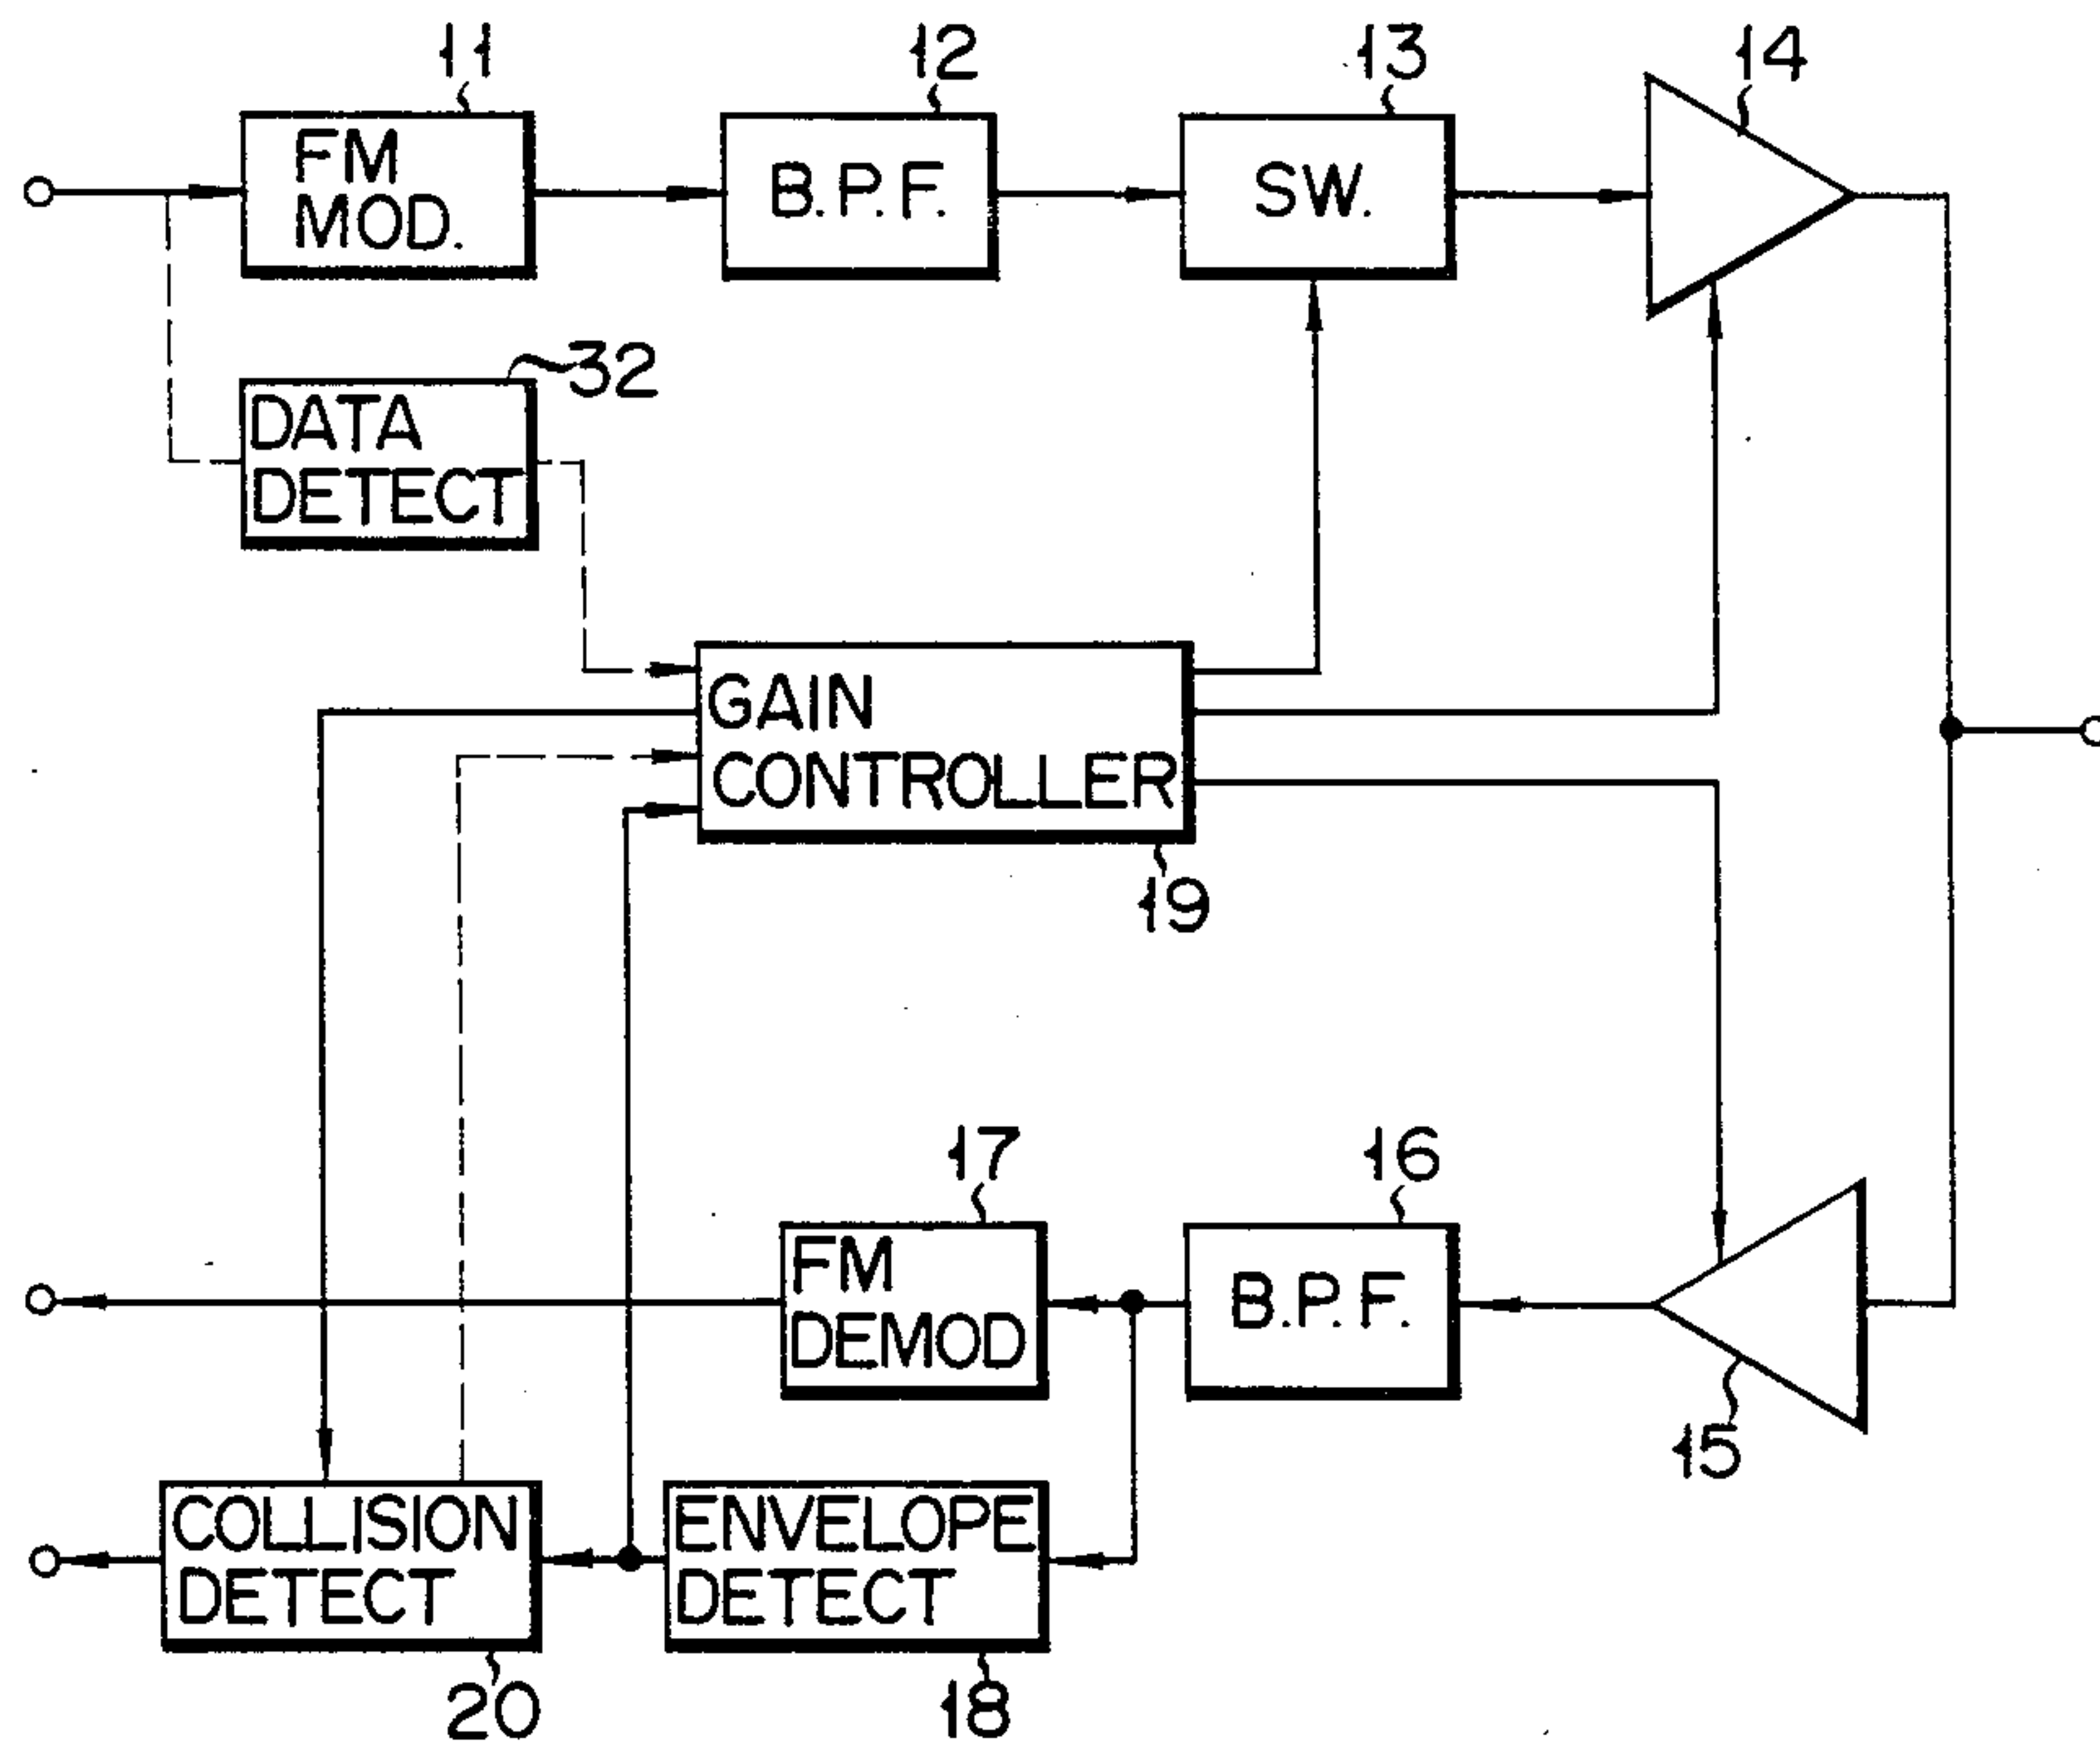 11
12
13
14
FM
MOD.
B.P.F.
SW.
32
DATA
DETECT
GAIN
CONTROLLER
19
17
16
FM
DEMOD
B.P.F.
15
COLLISION
DETECT
ENVELOPE
DETECT
20
18